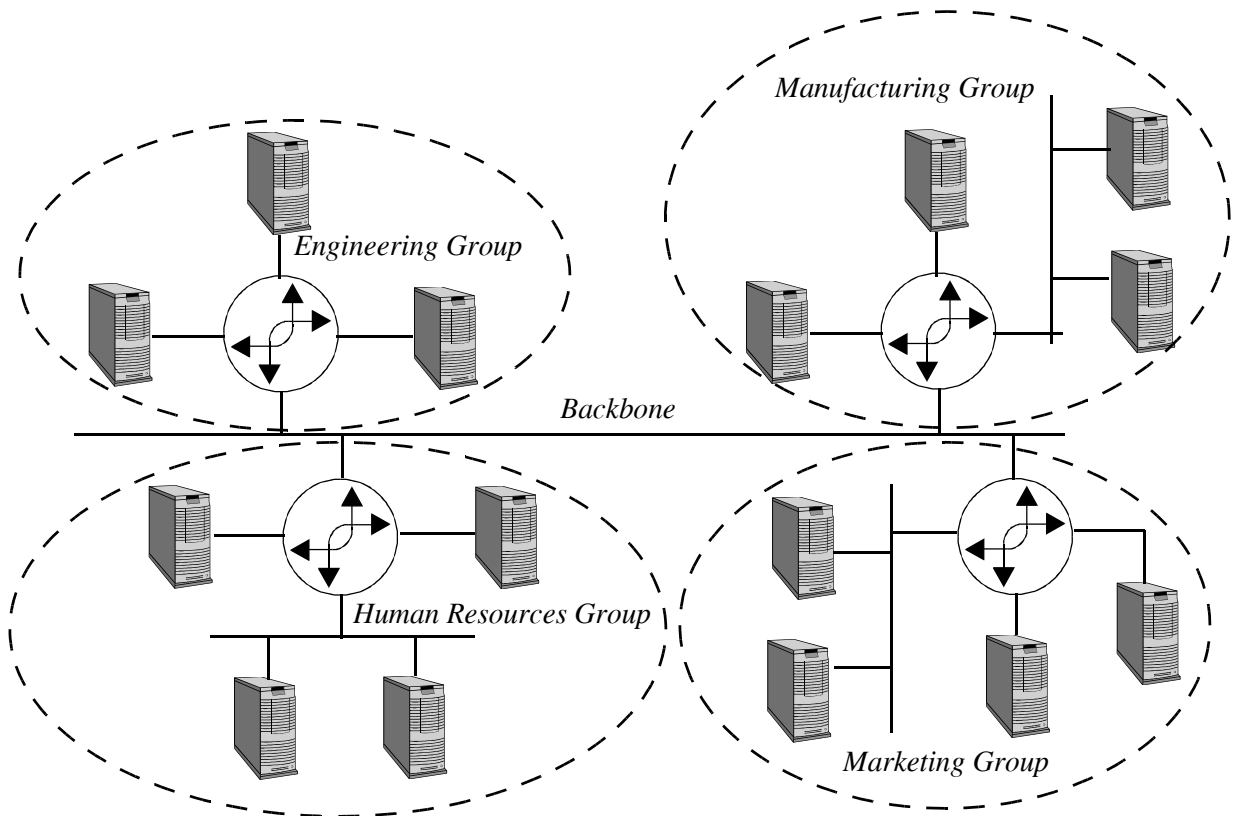 Manufacturing Group
Engineering Group
Backbone
Human Resources Group
Marketing Group